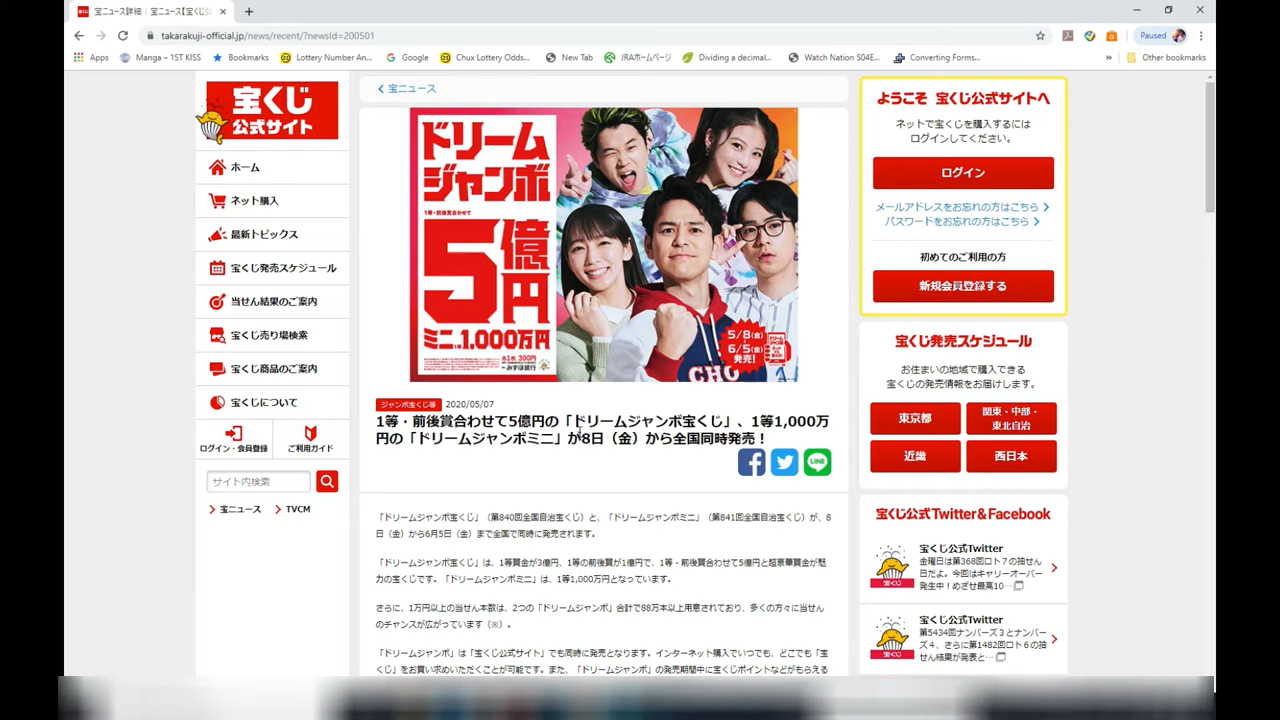 宝ニュース詳細 | 宝ニュース【宝くじ公
takarakuji-official.jp/news/recent/?newsId=200501
Paused
Apps
Manga – 1ST KISS
Bookmarks
Lottery Number An...
Google
Chux Lottery Odds...
New Tab
JRAホームページ
Dividing a decimal...
Watch Nation S04E...
Converting Forms...
»
Other bookmarks
宝くじ
公式サイト
ホーム
ネット購入
最新トピックス
宝くじ発売スケジュール
当せん結果のご案内
宝くじ売り場検索
宝くじ商品のご案内
宝くじについて
ログイン・会員登録
ご利用ガイド
サイト内検索
宝ニュース
TVCM
宝ニュース
ドリーム
ジャンボ
1等・前後賞合わせて
5億円
ミニ1等1,000万円
各1枚 300円
みずほ銀行
5/8(金)
6/5(金)
発売!
CHO
ジャンボ宝くじ等 2020/05/07
1等・前後賞合わせて5億円の「ドリームジャンボ宝くじ」、1等1,000万
円の「ドリームジャンボミニ」が8日（金）から全国同時発売！
LINE
「ドリームジャンボ宝くじ」（第840回全国自治宝くじ）と、「ドリームジャンボミニ」（第841回全国自治宝くじ）が、8
日（金）から6月5日（金）まで全国で同時に発売されます。
「ドリームジャンボ宝くじ」は、1等賞金が3億円、1等の前後賞が1億円で、1等・前後賞合わせて5億円と超豪華賞金が魅
力の宝くじです。「ドリームジャンボミニ」は、1等1,000万円となっています。
さらに、1万円以上の当せん本数は、2つの「ドリームジャンボ」合計で88万本以上用意されており、多くの方々に当せん
のチャンスが広がっています（※）。
「ドリームジャンボ」は「宝くじ公式サイト」でも同時に発売となります。インターネット購入でいつでも、どこでも「宝
くじ」をお買い求めいただくことが可能です。また、「ドリームジャンボ」の発売期間中に宝くじポイントなどがもらえる
ようこそ 宝くじ公式サイトへ
ネットで宝くじを購入するには
ログインしてください。
ログイン
メールアドレスをお忘れの方はこちら
パスワードをお忘れの方はこちら
初めてのご利用の方
新規会員登録する
宝くじ発売スケジュール
お住まいの地域で購入できる
宝くじの発売情報をお届けします。
東京都
関東・中部・
東北自治
近畿
西日本
宝くじ公式Twitter&Facebook
宝くじ公式Twitter
金曜日は第368回ロト７の抽せん
日だよ。今回はキャリーオーバー
発生中！めざせ最高10…
宝くじ
宝くじ公式Twitter
第5434回ナンバーズ３とナンバー
ズ４、さらに第1482回ロト６の抽
せん結果が発表と…
宝くじ